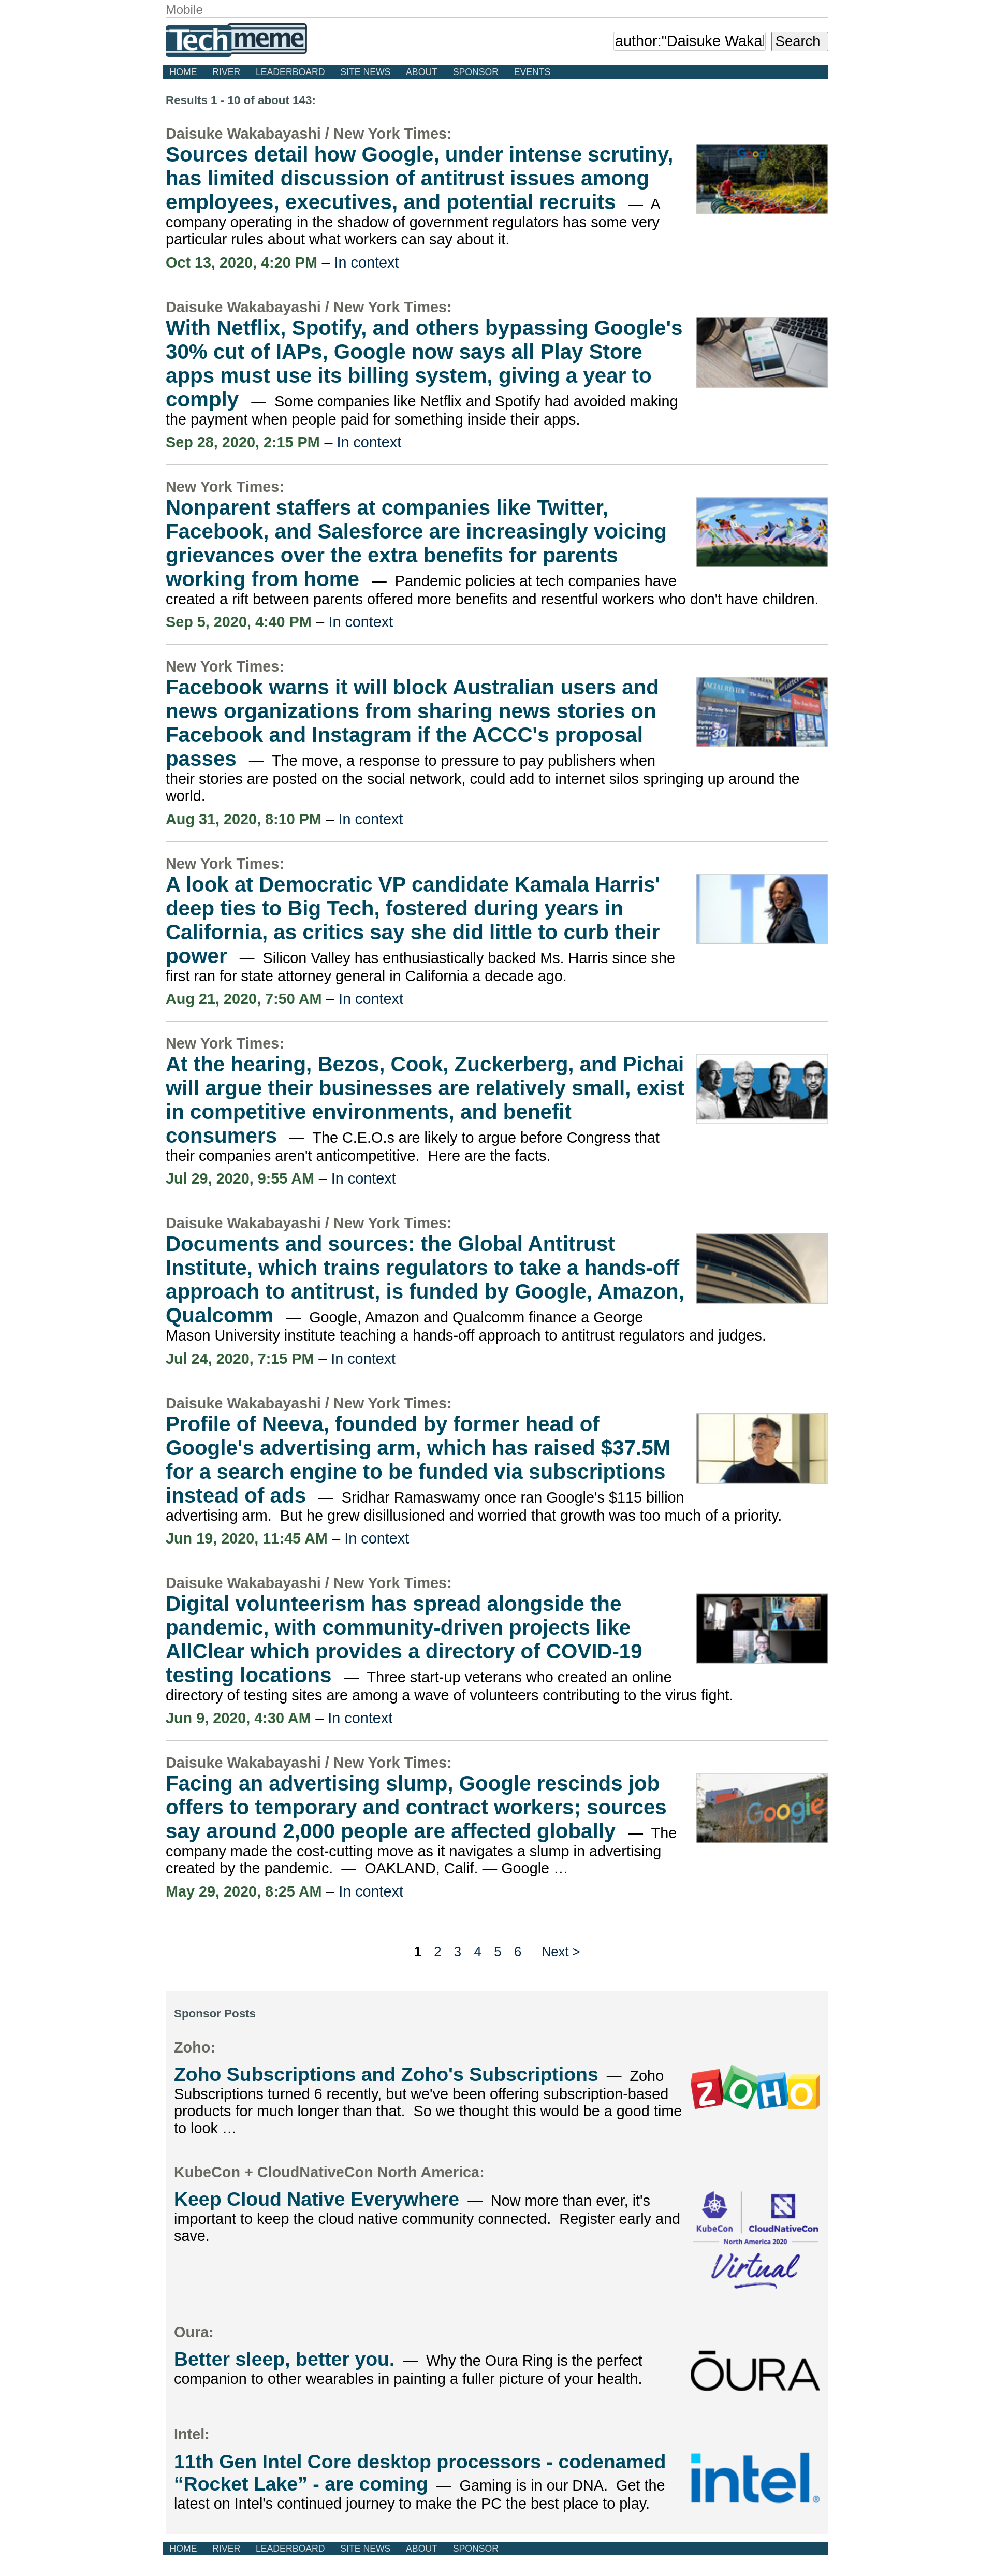 Mobile
Techmeme
author:"Daisuke Wakal
Search
HOME RIVER LEADERBOARD SITE NEWS ABOUT SPONSOR EVENTS
Results 1 - 10 of about 143:
Daisuke Wakabayashi / New York Times:
Sources detail how Google, under intense scrutiny,
has limited discussion of antitrust issues among
employees, executives, and potential recruits — A
company operating in the shadow of government regulators has some very
particular rules about what workers can say about it.
Oct 13, 2020, 4:20 PM – In context
Daisuke Wakabayashi / New York Times:
With Netflix, Spotify, and others bypassing Google's
30% cut of IAPs, Google now says all Play Store
apps must use its billing system, giving a year to
comply — Some companies like Netflix and Spotify had avoided making
the payment when people paid for something inside their apps.
Sep 28, 2020, 2:15 PM – In context
New York Times:
Nonparent staffers at companies like Twitter,
Facebook, and Salesforce are increasingly voicing
grievances over the extra benefits for parents
working from home — Pandemic policies at tech companies have
created a rift between parents offered more benefits and resentful workers who don't have children.
Sep 5, 2020, 4:40 PM – In context
New York Times:
Facebook warns it will block Australian users and
news organizations from sharing news stories on
Facebook and Instagram if the ACCC's proposal
passes — The move, a response to pressure to pay publishers when
their stories are posted on the social network, could add to internet silos springing up around the
world.
Aug 31, 2020, 8:10 PM – In context
New York Times:
A look at Democratic VP candidate Kamala Harris'
deep ties to Big Tech, fostered during years in
California, as critics say she did little to curb their
power — Silicon Valley has enthusiastically backed Ms. Harris since she
first ran for state attorney general in California a decade ago.
Aug 21, 2020, 7:50 AM – In context
New York Times:
At the hearing, Bezos, Cook, Zuckerberg, and Pichai
will argue their businesses are relatively small, exist
in competitive environments, and benefit
consumers — The C.E.O.s are likely to argue before Congress that
their companies aren't anticompetitive. Here are the facts.
Jul 29, 2020, 9:55 AM – In context
Daisuke Wakabayashi / New York Times:
Documents and sources: the Global Antitrust
Institute, which trains regulators to take a hands-off
approach to antitrust, is funded by Google, Amazon,
Qualcomm — Google, Amazon and Qualcomm finance a George
Mason University institute teaching a hands-off approach to antitrust regulators and judges.
Jul 24, 2020, 7:15 PM – In context
Daisuke Wakabayashi / New York Times:
Profile of Neeva, founded by former head of
Google's advertising arm, which has raised $37.5M
for a search engine to be funded via subscriptions
instead of ads — Sridhar Ramaswamy once ran Google's $115 billion
advertising arm. But he grew disillusioned and worried that growth was too much of a priority.
Jun 19, 2020, 11:45 AM – In context
Daisuke Wakabayashi / New York Times:
Digital volunteerism has spread alongside the
pandemic, with community-driven projects like
AllClear which provides a directory of COVID-19
testing locations — Three start-up veterans who created an online
directory of testing sites are among a wave of volunteers contributing to the virus fight.
Jun 9, 2020, 4:30 AM – In context
Daisuke Wakabayashi / New York Times:
Facing an advertising slump, Google rescinds job
offers to temporary and contract workers; sources
say around 2,000 people are affected globally — The
company made the cost-cutting move as it navigates a slump in advertising
created by the pandemic. — OAKLAND, Calif. — Google …
Google
May 29, 2020, 8:25 AM – In context
1 2 3 4 5 6 Next >
Sponsor Posts
Zoho:
Zoho Subscriptions and Zoho's Subscriptions — Zoho
Subscriptions turned 6 recently, but we've been offering subscription-based
products for much longer than that. So we thought this would be a good time
to look …
ZOHO
KubeCon + CloudNativeCon North America:
Keep Cloud Native Everywhere — Now more than ever, it's
important to keep the cloud native community connected. Register early and
save.
KubeCon CloudNativeCon
North America 2020
Virtual
Oura:
Better sleep, better you. — Why the Oura Ring is the perfect
companion to other wearables in painting a fuller picture of your health.
ŌURA
Intel:
11th Gen Intel Core desktop processors - codenamed
“Rocket Lake” - are coming — Gaming is in our DNA. Get the
latest on Intel's continued journey to make the PC the best place to play.
intel®
HOME RIVER LEADERBOARD SITE NEWS ABOUT SPONSOR